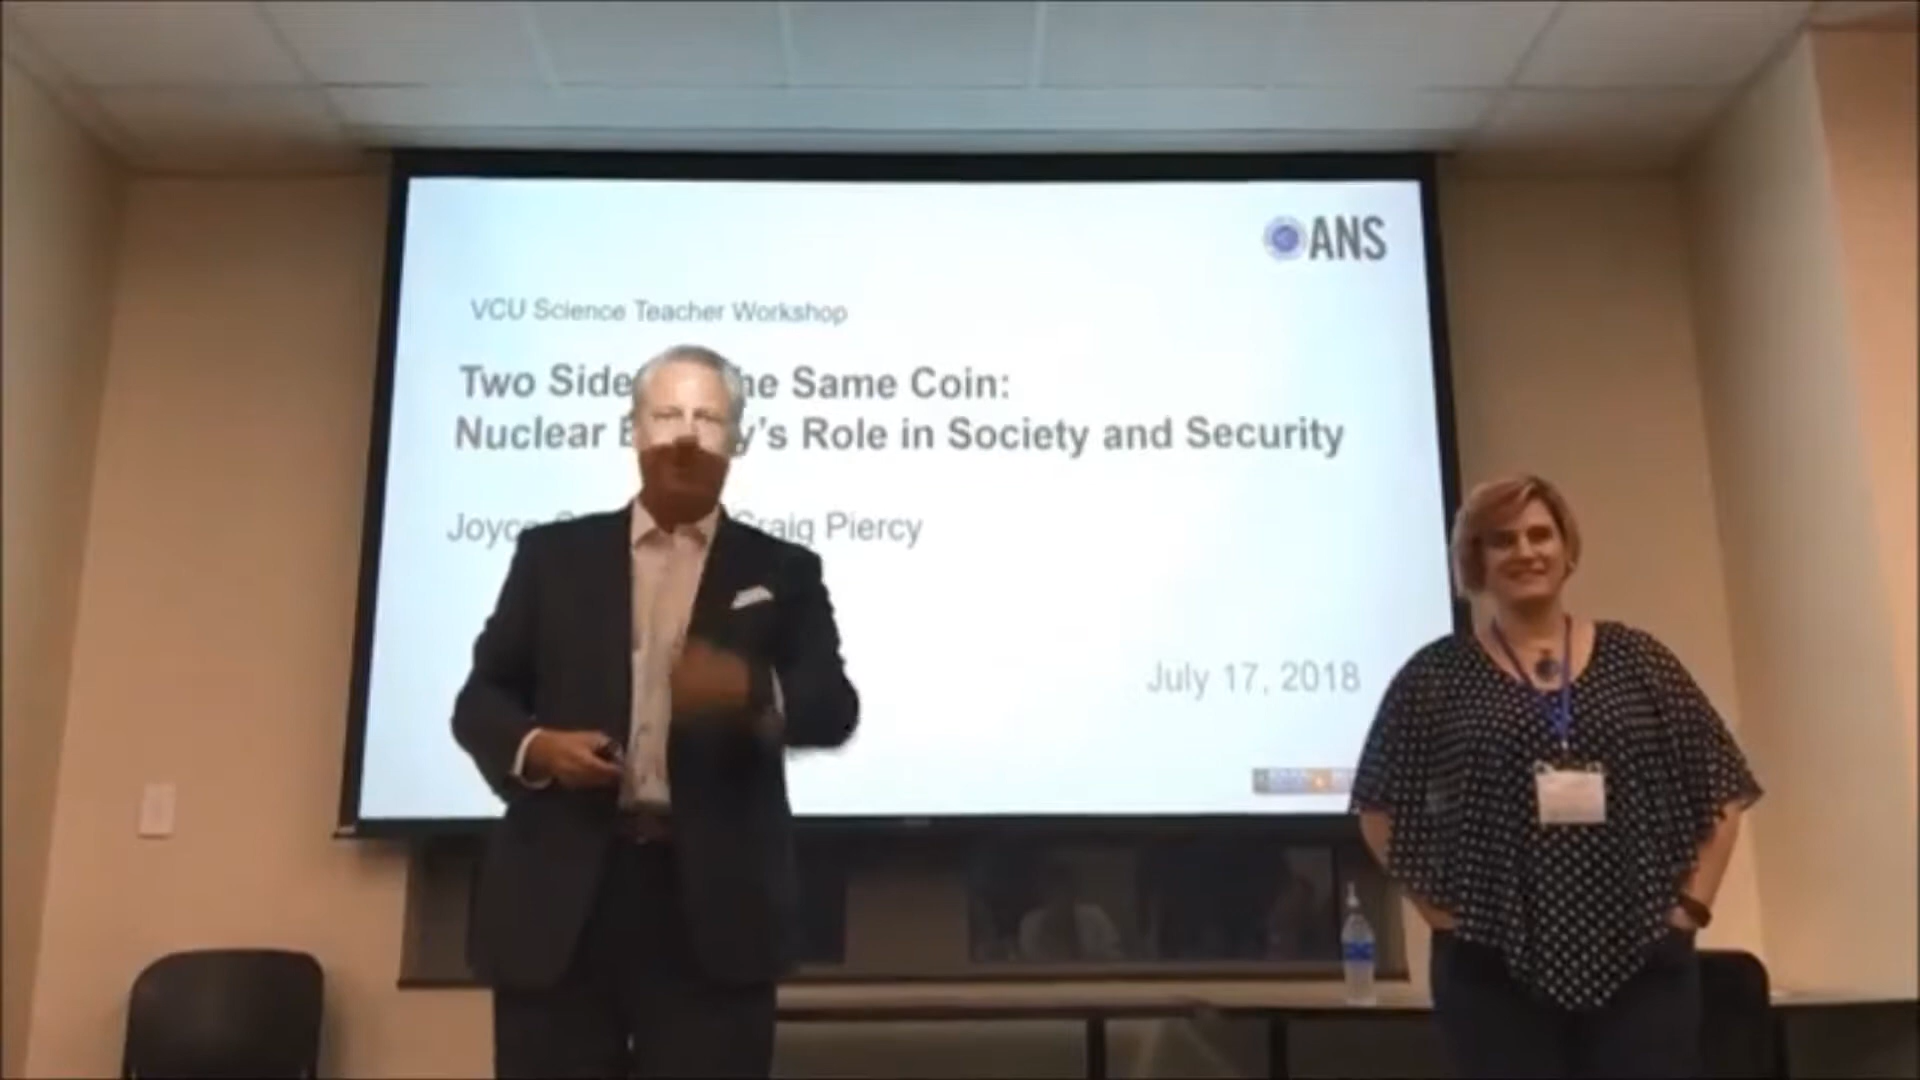 ANS
VCU Science Teacher Workshop
Two Side he Same Coin:
Nuclear E y's Role in Society and Security
Joyce Craig Piercy
July 17, 2018